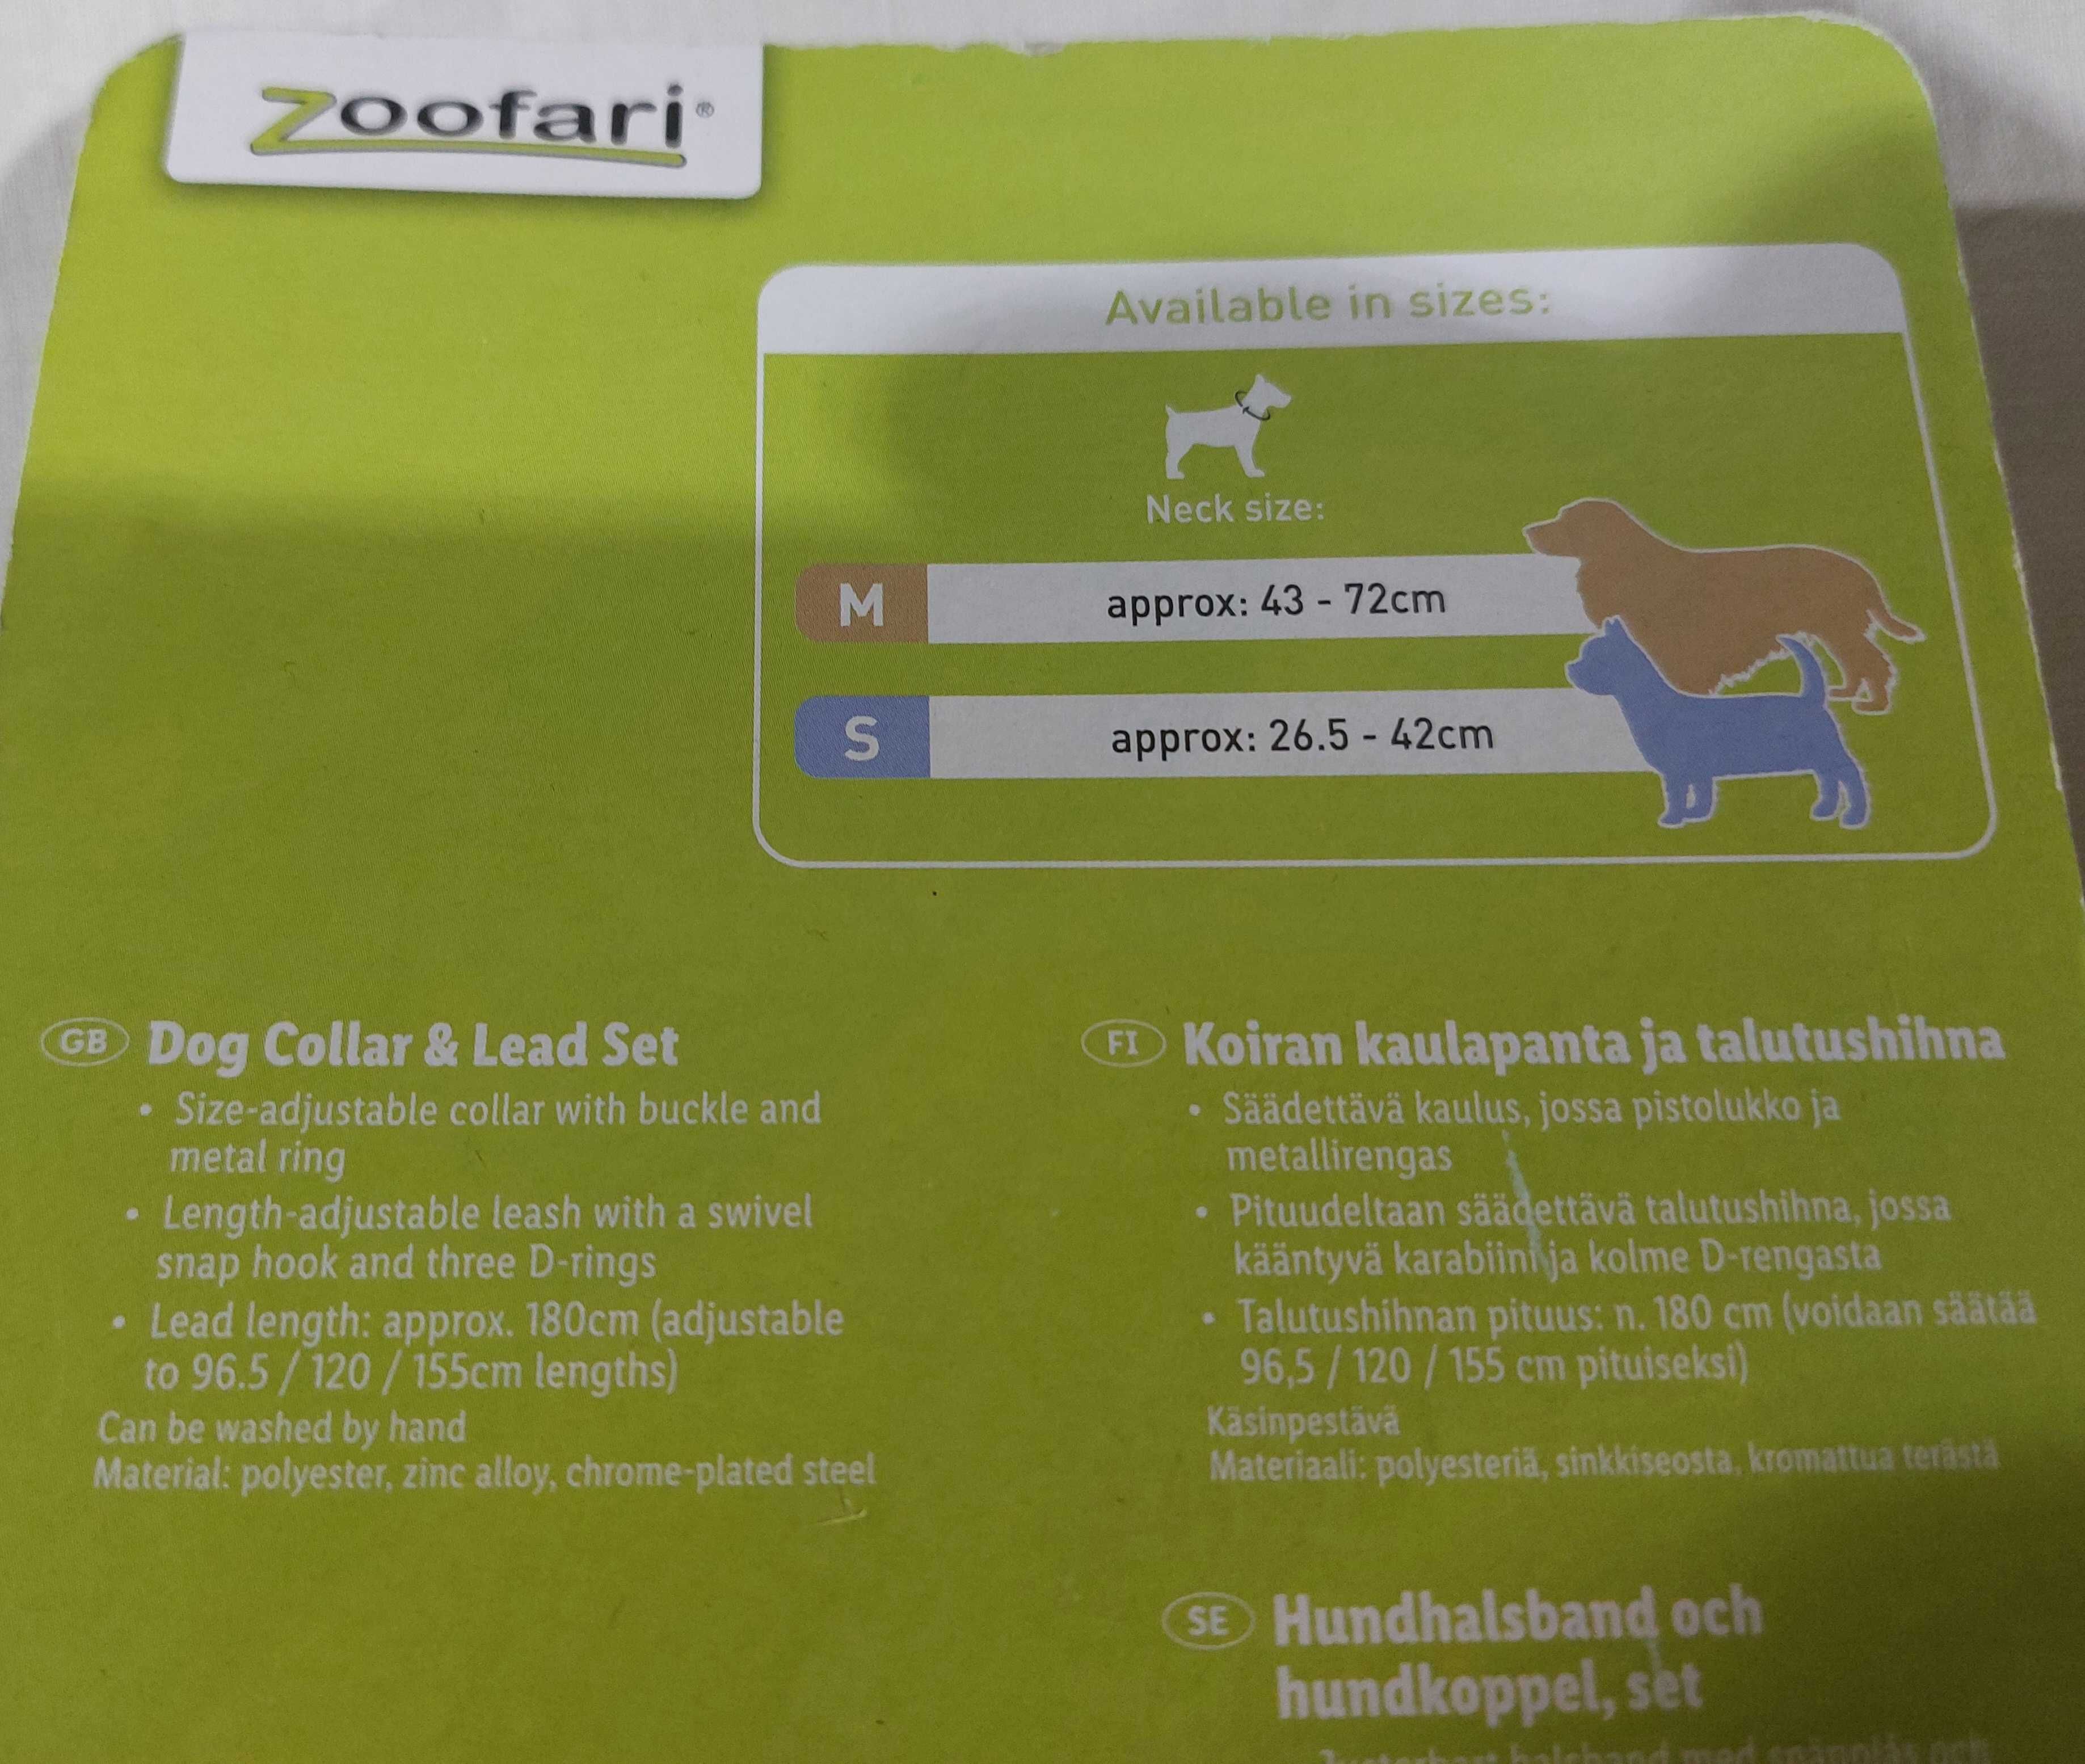 zoofari®
Available in sizes:
Neck size:
M approx: 43 - 72cm
S approx: 26.5 - 42cm
GB Dog Collar & Lead Set
• Size-adjustable collar with buckle and
metal ring
• Length-adjustable leash with a swivel
snap hook and three D-rings
• Lead length: approx. 180cm (adjustable
to 96.5 / 120 / 155cm lengths)
Can be washed by hand
Material: polyester, zinc alloy, chrome-plated steel
FI Koiran kaulapanta ja talutushihna
• Säädettävä kaulus, jossa pistolukko ja
metallirengas
• Pituudeltaan säädettävä talutushihna, jossa
kääntyvä karabiini ja kolme D-rengasta
• Talutushihnan pituus: n. 180 cm (voidaan säätää
96,5 / 120 / 155 cm pituiseksi)
Käsinpestävä
Materiaali: polyesteriä, sinkkiseosta, kromattua terästä
SE Hundhalsband och
hundkoppel, set
halsband med